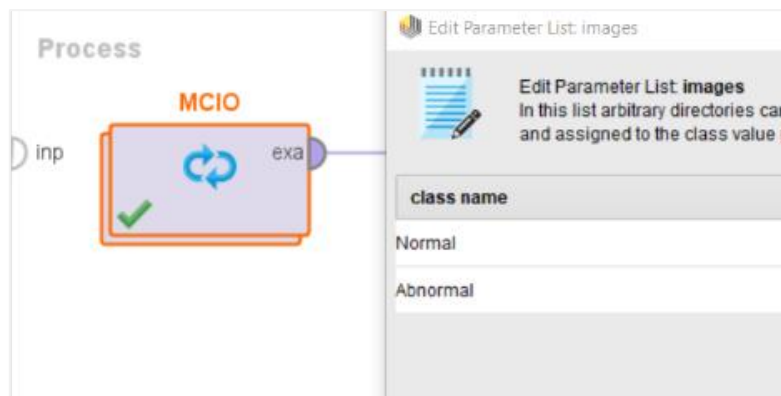 Process
MCIO
inp
exa
Edit Parameter List: images
Edit Parameter List: images
In this list arbitrary directories can
and assigned to the class value
class name
Normal
Abnormal